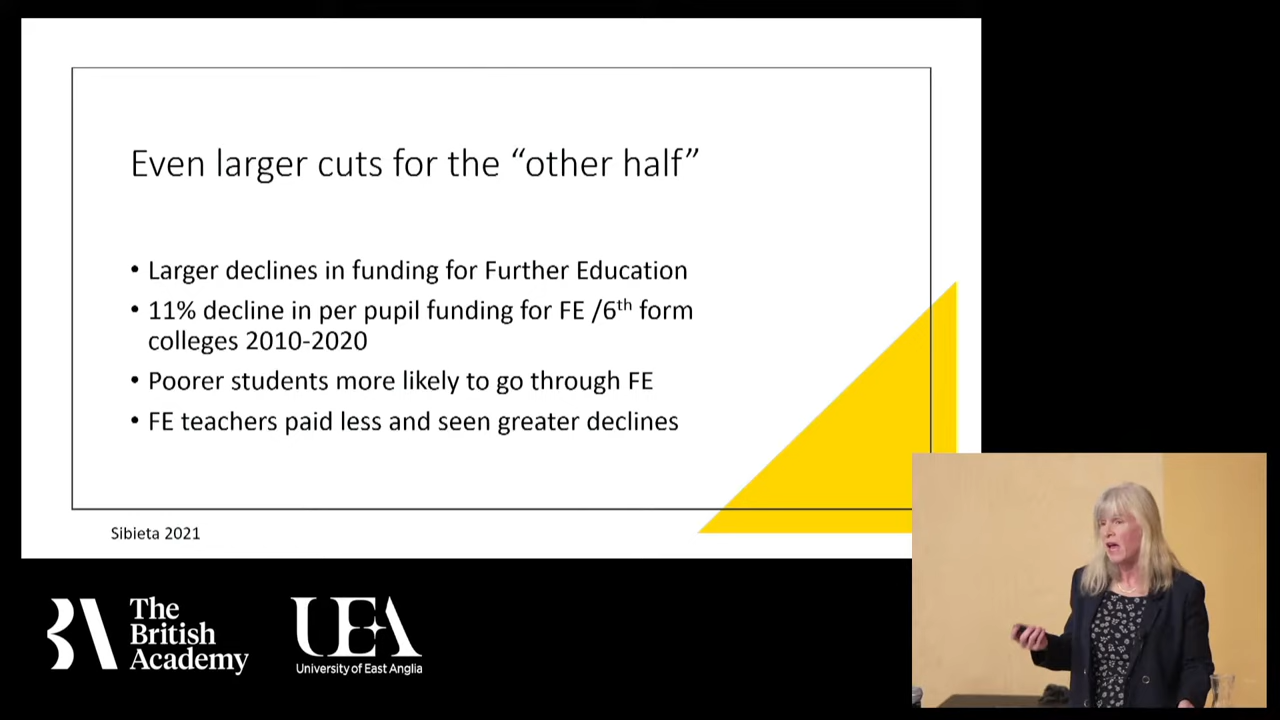 Even larger cuts for the “other half”
• Larger declines in funding for Further Education
• 11% decline in per pupil funding for FE /6th form
colleges 2010-2020
• Poorer students more likely to go through FE
• FE teachers paid less and seen greater declines
Sibieta 2021
The
British
Academy
UEA
University of East Anglia